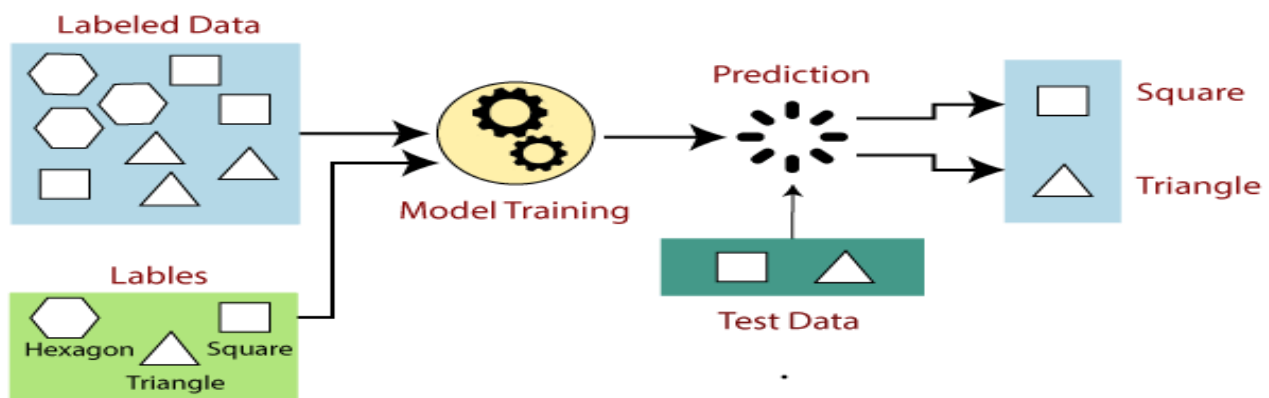 Labeled Data
Prediction
Square
Triangle
Model Training
Lables
Hexagon
Square
Triangle
Test Data
.